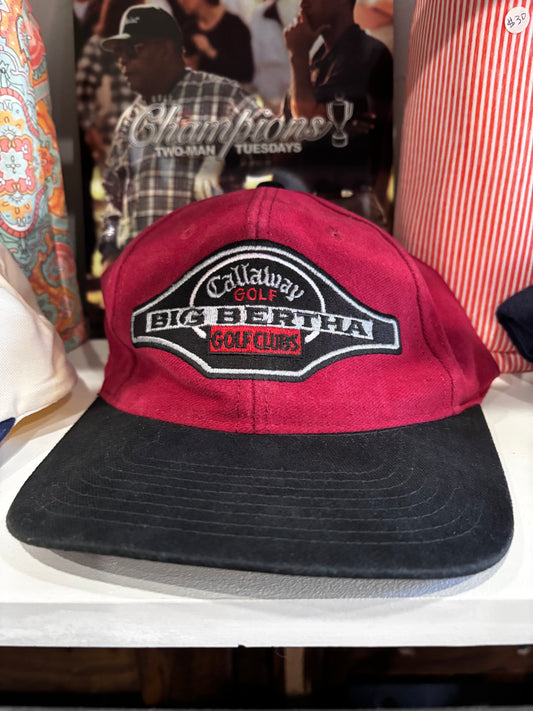 $30
Champions
TWO-MAN TUESDAYS
Callaway
GOLF
BIG BERTHA
GOLF CLUBS